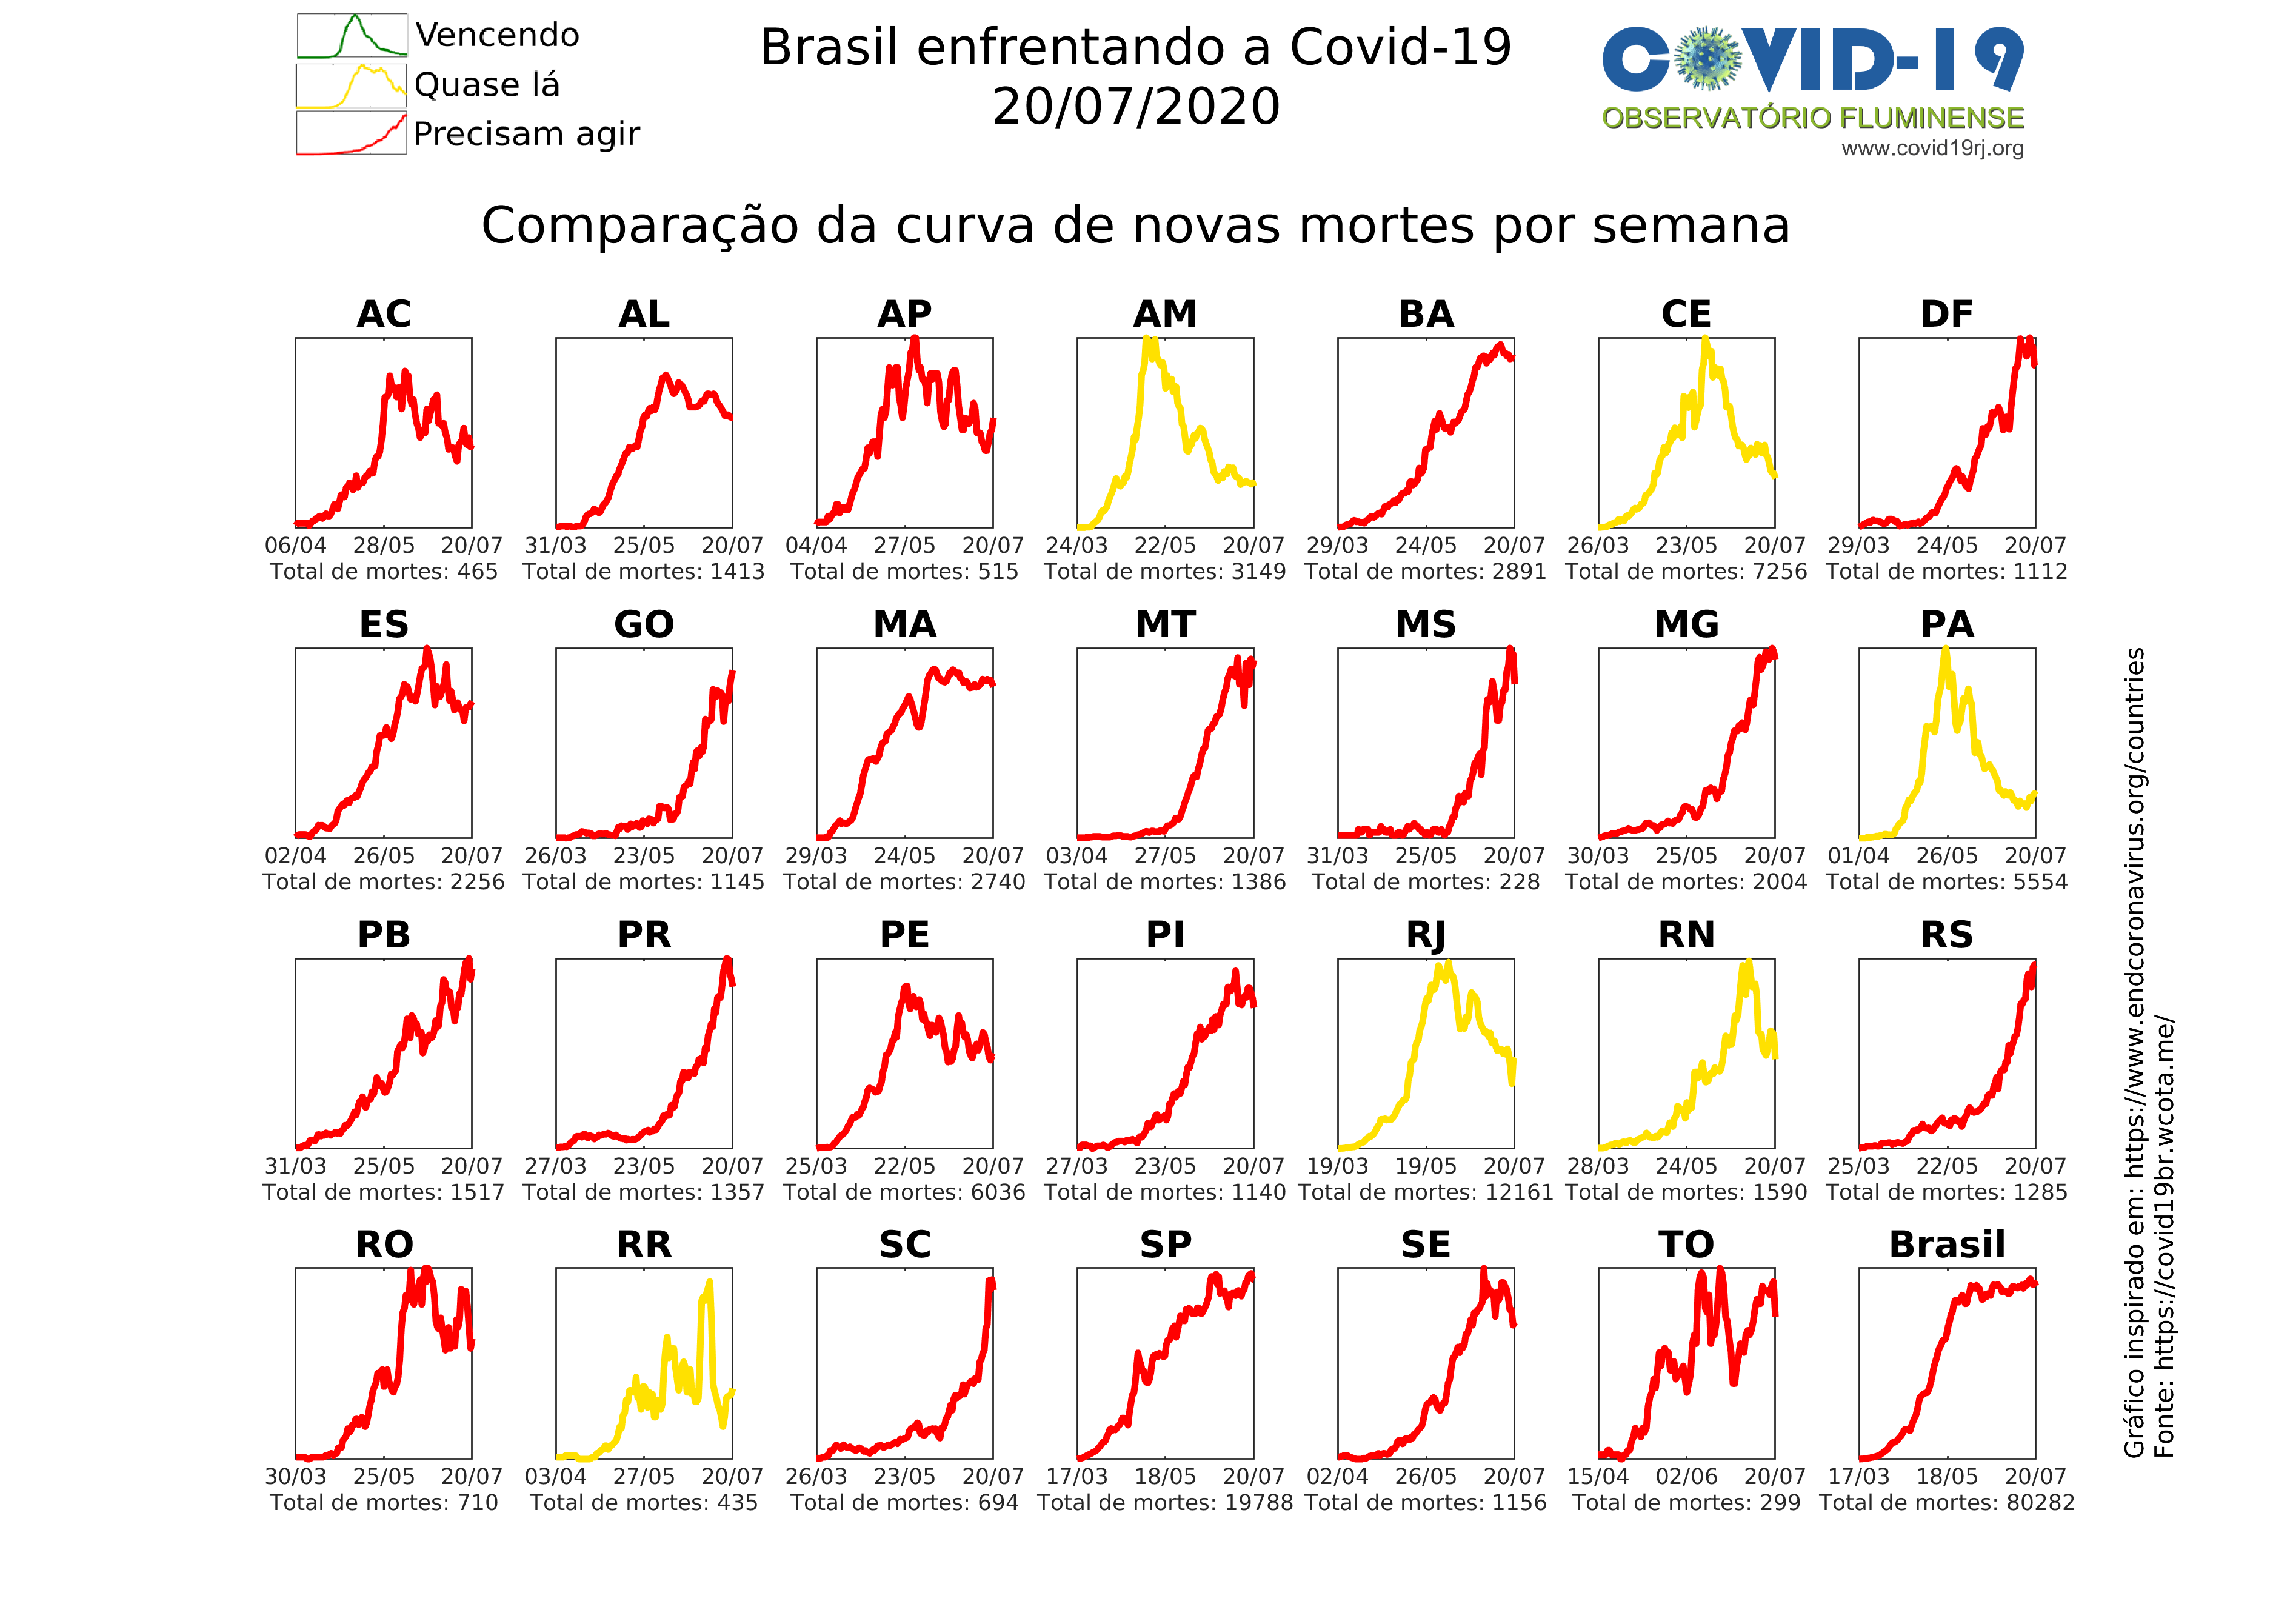 Vencendo
Quase lá
Precisam agir
Brasil enfrentando a Covid-19
20/07/2020
COVID-19
OBSERVATÓRIO FLUMINENSE
www.covid19rj.org
Comparação da curva de novas mortes por semana
AC AL AP AM BA CE DF
06/04 28/05 20/07 31/03 25/05 20/07 04/04 27/05 20/07 24/03 22/05 20/07 29/03 24/05 20/07 26/03 23/05 20/07 29/03 24/05 20/07
Total de mortes: 465 Total de mortes: 1413 Total de mortes: 515 Total de mortes: 3149 Total de mortes: 2891 Total de mortes: 7256 Total de mortes: 1112
ES GO MA MT MS MG PA
02/04 26/05 20/07 26/03 23/05 20/07 29/03 24/05 20/07 03/04 27/05 20/07 31/03 25/05 20/07 30/03 25/05 20/07 01/04 26/05 20/07
Total de mortes: 2256 Total de mortes: 1145 Total de mortes: 2740 Total de mortes: 1386 Total de mortes: 228 Total de mortes: 2004 Total de mortes: 5554
PB PR PE PI RJ RN RS
31/03 25/05 20/07 27/03 23/05 20/07 25/03 22/05 20/07 27/03 23/05 20/07 19/03 19/05 20/07 28/03 24/05 20/07 25/03 22/05 20/07
Total de mortes: 1517 Total de mortes: 1357 Total de mortes: 6036 Total de mortes: 1140 Total de mortes: 12161 Total de mortes: 1590 Total de mortes: 1285
RO RR SC SP SE TO Brasil
30/03 25/05 20/07 03/04 27/05 20/07 26/03 23/05 20/07 17/03 18/05 20/07 02/04 26/05 20/07 15/04 02/06 20/07 17/03 18/05 20/07
Total de mortes: 710 Total de mortes: 435 Total de mortes: 694 Total de mortes: 19788 Total de mortes: 1156 Total de mortes: 299 Total de mortes: 80282
Gráfico inspirado em: https://www.endcoronavirus.org/countries
Fonte: https://covid19br.wcota.me/